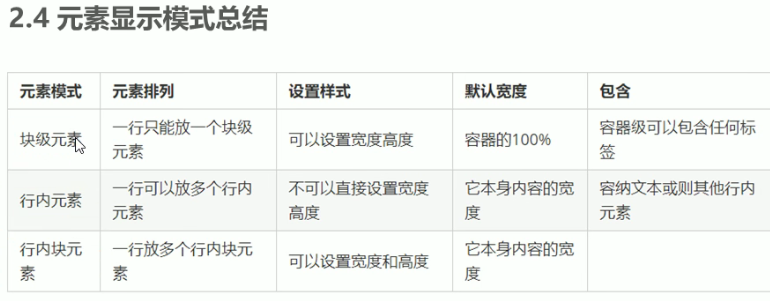 2.4 元素显示模式总结
元素模式 元素排列 设置样式 默认宽度 包含
块级元素 一行只能放一个块级元素 可以设置宽度高度 容器的100% 容器级可以包含任何标签
行内元素 一行可以放多个行内元素 不可以直接设置宽度高度 它本身内容的宽度 容纳文本或则其他行内元素
行内块元素 一行放多个行内块元素 可以设置宽度和高度 它本身内容的宽度